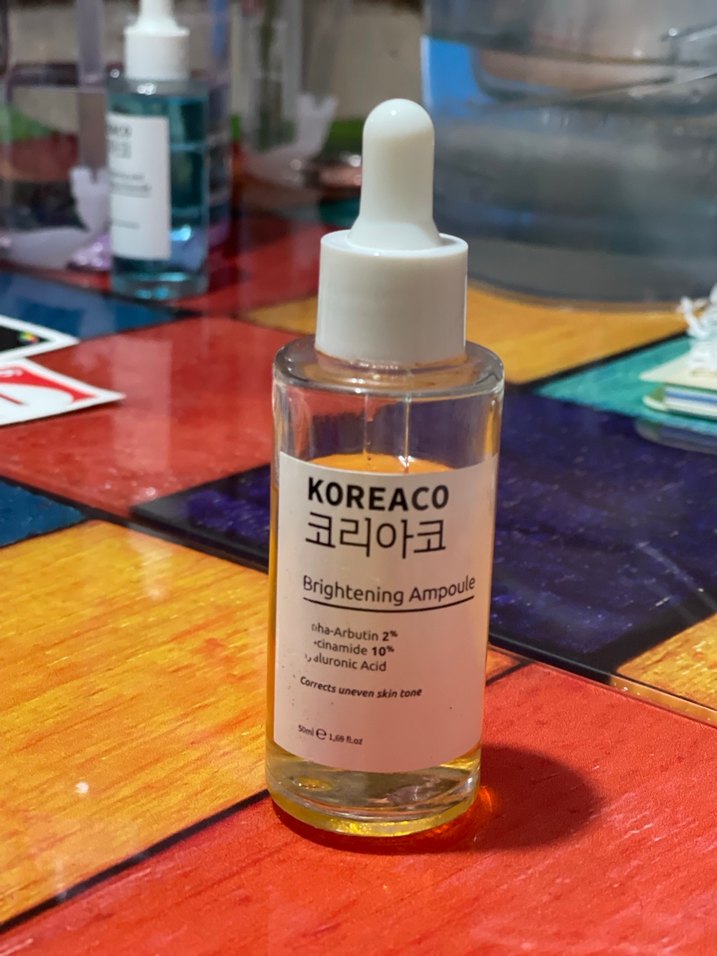 KOREACO
코리아코
Brightening Ampoule
2%
10%
Acid
Corrects uneven skin tone
50ml ℮ 1,69 fl.oz